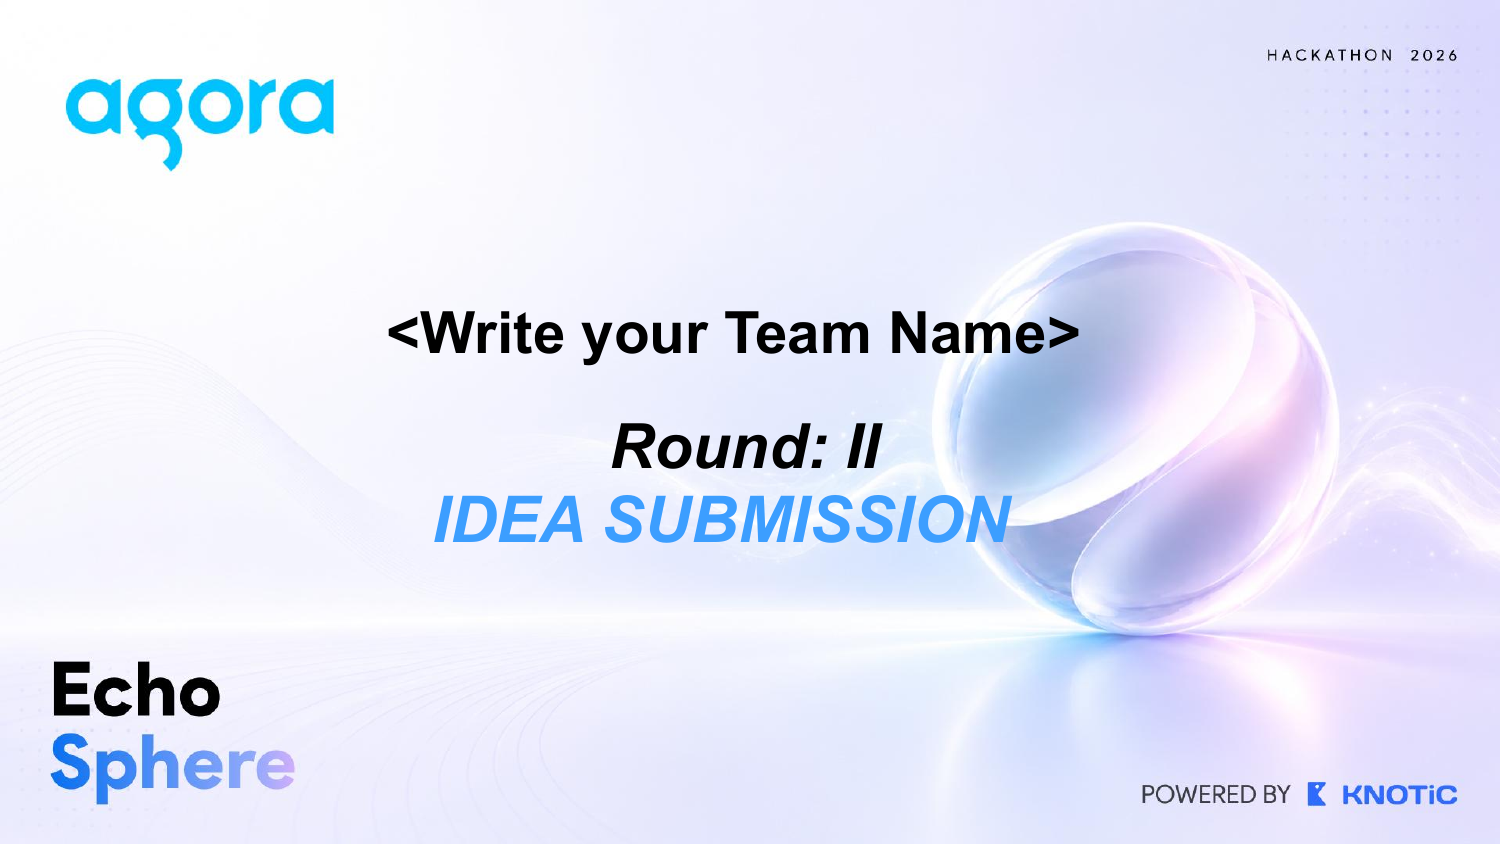 HACKATHON 2026
agora
<Write your Team Name>
Round: II
IDEA SUBMISSION
Echo
Sphere
POWERED BY KNOTiC